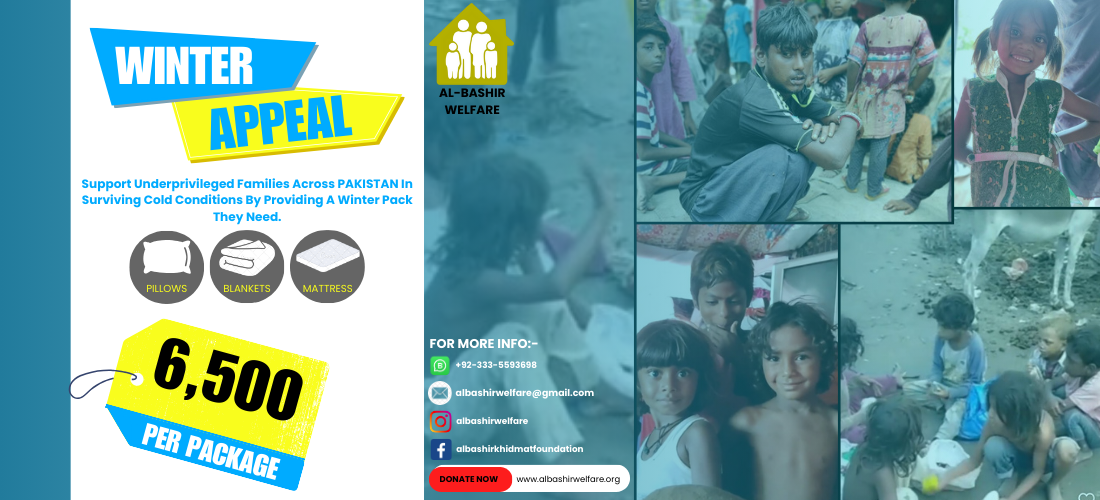 WINTER
APPEAL
Support Underprivileged Families Across PAKISTAN In
Surviving Cold Conditions By Providing A Winter Pack
They Need.
PILLOWS
BLANKETS
MATTRESS
6,500
PER PACKAGE
AL-BASHIR
WELFARE
FOR MORE INFO:-
+92-333-5593698
albashirwelfare@gmail.com
albashirwelfare
albashirkhidmatfoundation
DONATE NOW
www.albashirwelfare.org